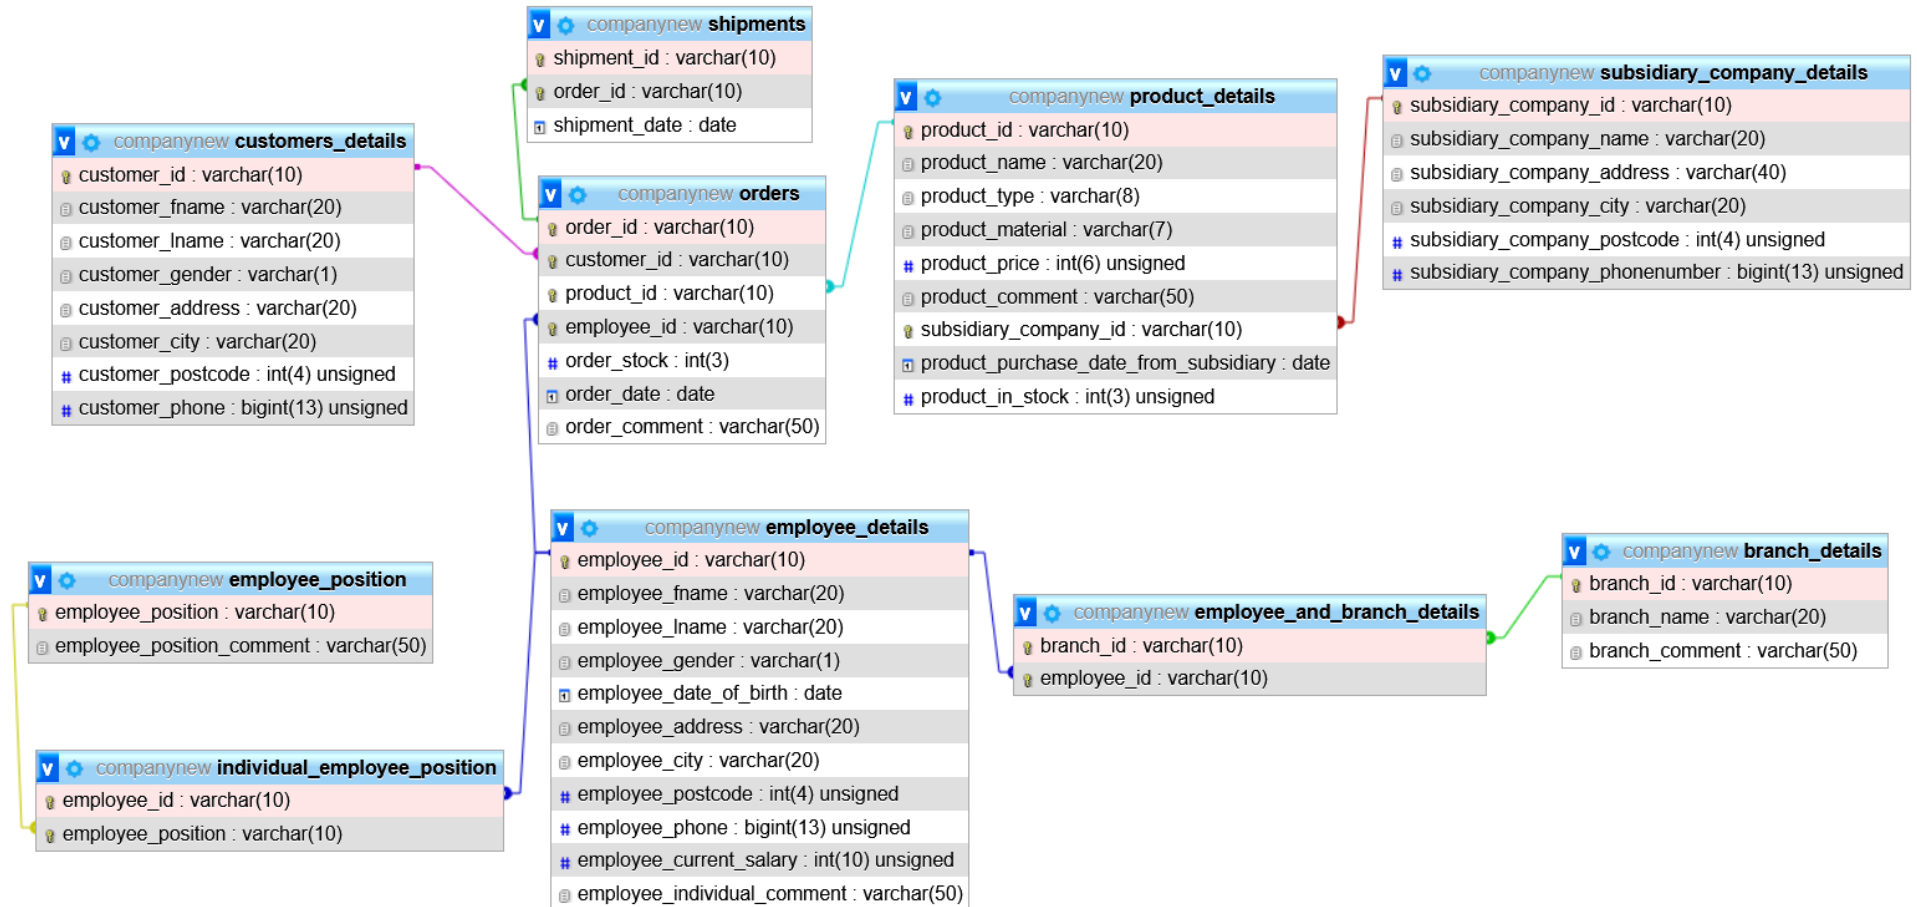 companynew shipments
shipment_id : varchar(10)
order_id : varchar(10)
shipment_date : date
companynew customers_details
customer_id : varchar(10)
customer_fname : varchar(20)
customer_lname : varchar(20)
customer_gender : varchar(1)
customer_address : varchar(20)
customer_city : varchar(20)
customer_postcode : int(4) unsigned
customer_phone : bigint(13) unsigned
companynew orders
order_id : varchar(10)
customer_id : varchar(10)
product_id : varchar(10)
employee_id : varchar(10)
order_stock : int(3)
order_date : date
order_comment : varchar(50)
companynew product_details
product_id : varchar(10)
product_name : varchar(20)
product_type : varchar(8)
product_material : varchar(7)
product_price : int(6) unsigned
product_comment : varchar(50)
subsidiary_company_id : varchar(10)
product_purchase_date_from_subsidiary : date
product_in_stock : int(3) unsigned
companynew subsidiary_company_details
subsidiary_company_id : varchar(10)
subsidiary_company_name : varchar(20)
subsidiary_company_address : varchar(40)
subsidiary_company_city : varchar(20)
subsidiary_company_postcode : int(4) unsigned
subsidiary_company_phonenumber : bigint(13) unsigned
companynew employee_position
employee_position : varchar(10)
employee_position_comment : varchar(50)
companynew individual_employee_position
employee_id : varchar(10)
employee_position : varchar(10)
companynew employee_details
employee_id : varchar(10)
employee_fname : varchar(20)
employee_lname : varchar(20)
employee_gender : varchar(1)
employee_date_of_birth : date
employee_address : varchar(20)
employee_city : varchar(20)
employee_postcode : int(4) unsigned
employee_phone : bigint(13) unsigned
employee_current_salary : int(10) unsigned
employee_individual_comment : varchar(50)
companynew employee_and_branch_details
branch_id : varchar(10)
employee_id : varchar(10)
companynew branch_details
branch_id : varchar(10)
branch_name : varchar(20)
branch_comment : varchar(50)